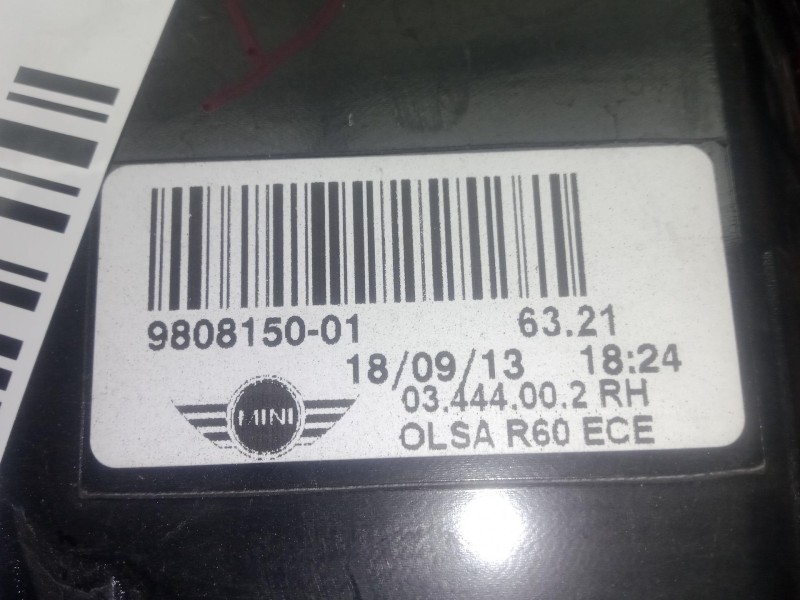 9808150-01 63.21
18/09/13 18:24
03.444.00.2 RH
MINI
OLSA R60 ECE